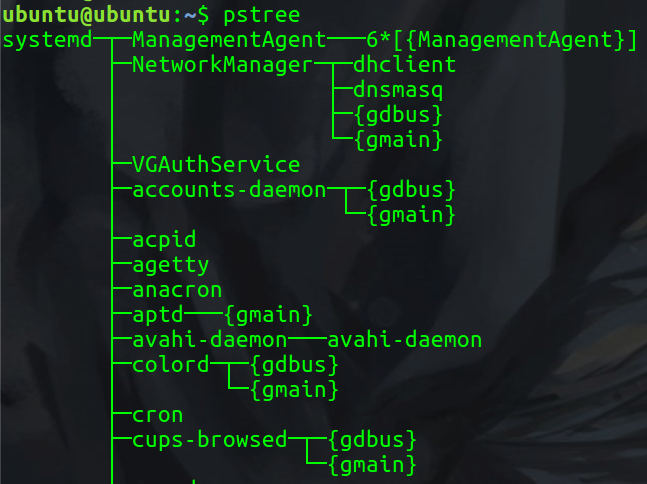 ubuntu@ubuntu:~$ pstree
systemd─┬─ManagementAgent───6*[{ManagementAgent}]
        ├─NetworkManager─┬─dhclient
        │                ├─dnsmasq
        │                ├─{gdbus}
        │                └─{gmain}
        ├─VGAuthService
        ├─accounts-daemon─┬─{gdbus}
        │                 └─{gmain}
        ├─acpid
        ├─agetty
        ├─anacron
        ├─aptd───{gmain}
        ├─avahi-daemon───avahi-daemon
        ├─colord─┬─{gdbus}
        │        └─{gmain}
        ├─cron
        ├─cups-browsed─┬─{gdbus}
        │              └─{gmain}